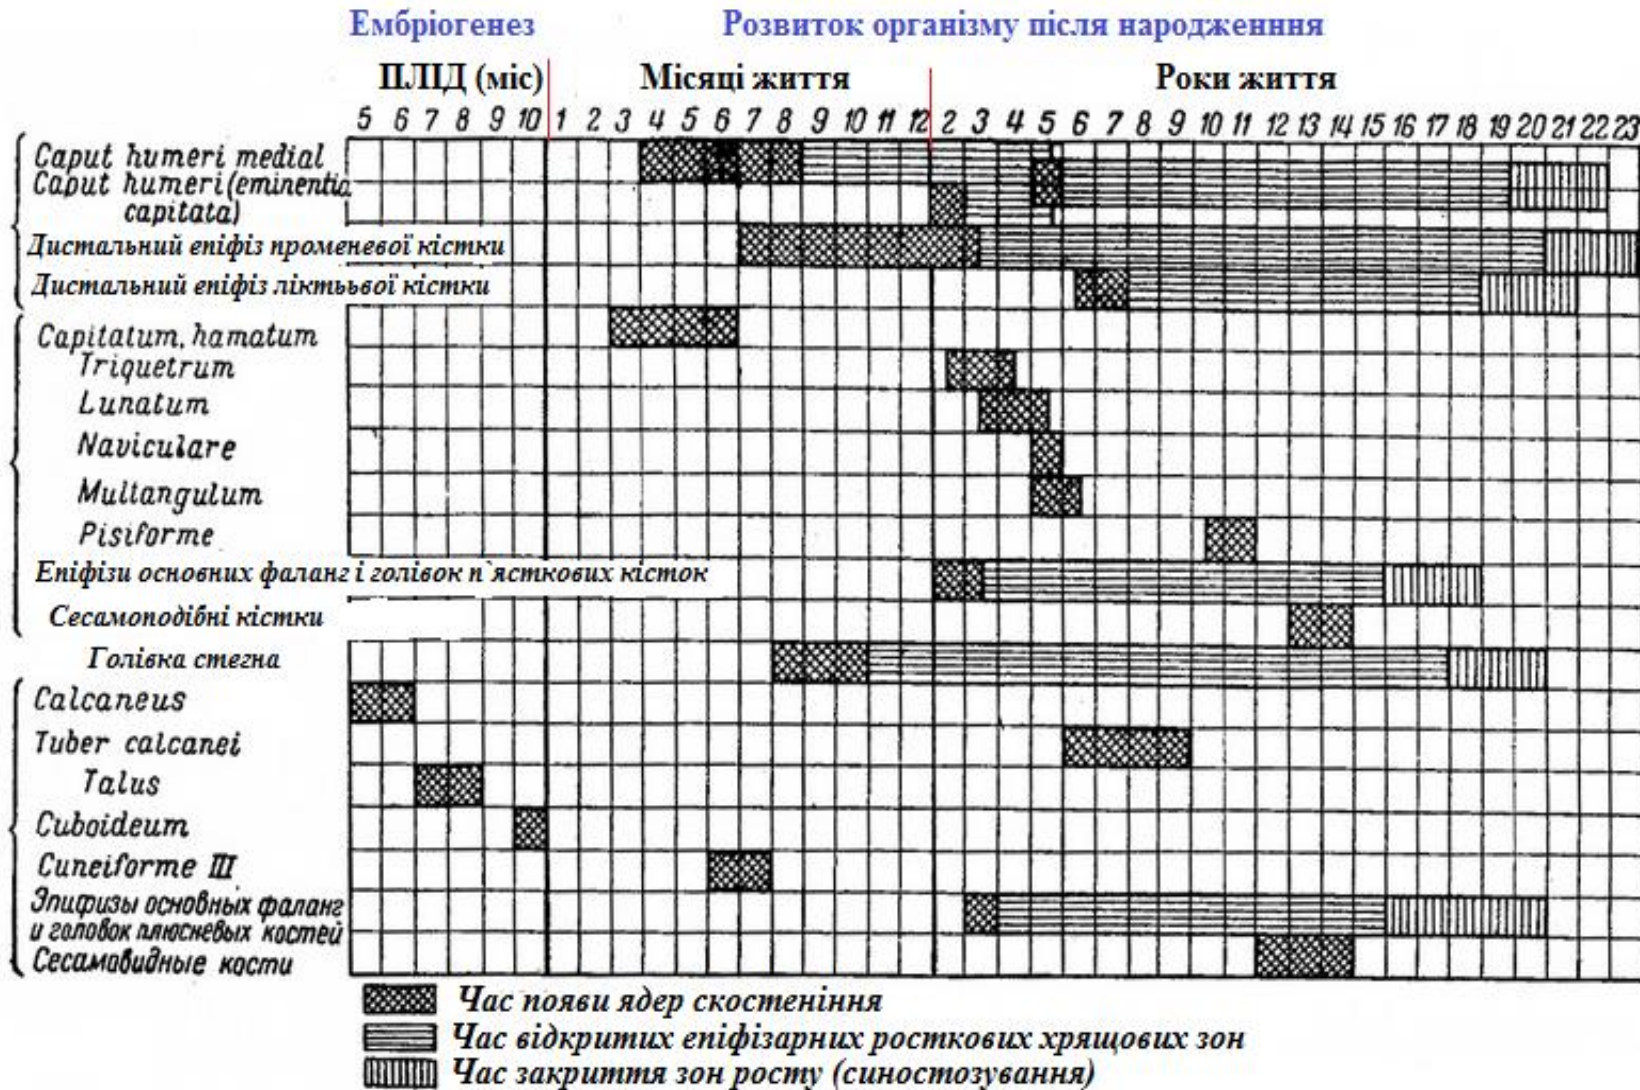 Ембріогенез Розвиток організму після народженння
ПЛІД (міс) Місяці життя Роки життя
5 6 7 8 9 10 1 2 3 4 5 6 7 8 9 10 11 12 2 3 4 5 6 7 8 9 10 11 12 13 14 15 16 17 18 19 20 21 22 23
Caput humeri medial
Caput humeri (eminentia
capitata)
Дистальний епіфіз променевої кістки
Дистальний епіфіз ліктььвої кістки
Capitatum, hamatum
Triquetrum
Lunatum
Naviculare
Multangulum
Pisiforme
Епіфізи основних фаланг і голівок п`ясткових кісток
Сесамоподібні кістки
Голівка стегна
Calcaneus
Tuber calcanei
Talus
Cuboideum
Cuneiforme III
Эпифизы основных фаланг
и головок плюсневых костей
Сесамовидные кости
Час появи ядер скостеніння
Час відкритих епіфізарних росткових хрящових зон
Час закриття зон росту (синостозування)